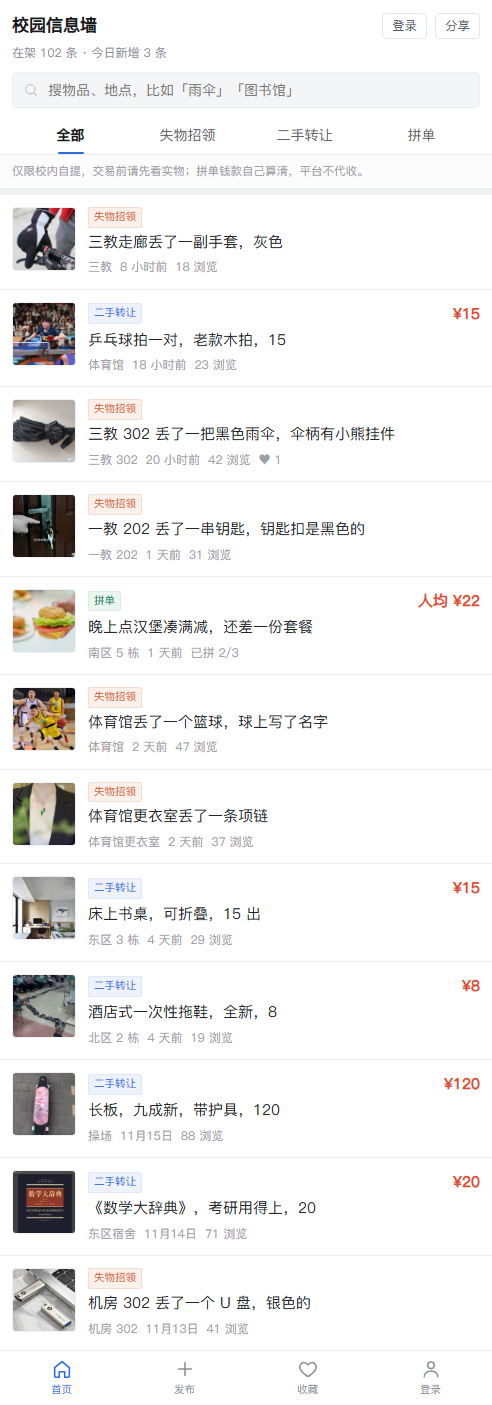 校园信息墙
登录
分享
在架 102 条 · 今日新增 3 条
搜物品、地点，比如「雨伞」「图书馆」
全部
失物招领
二手转让
拼单
仅限校内自提，交易前请先看实物；拼单钱款自己算清，平台不代收。
失物招领
三教走廊丢了一副手套，灰色
三教 8 小时前 18 浏览
二手转让
¥15
乒乓球拍一对，老款木拍，15
体育馆 18 小时前 23 浏览
失物招领
三教 302 丢了一把黑色雨伞，伞柄有小熊挂件
三教 302 20 小时前 42 浏览 ♥ 1
失物招领
一教 202 丢了一串钥匙，钥匙扣是黑色的
一教 202 1 天前 31 浏览
拼单
人均 ¥22
晚上点汉堡凑满减，还差一份套餐
南区 5 栋 1 天前 已拼 2/3
失物招领
体育馆丢了一个篮球，球上写了名字
体育馆 2 天前 47 浏览
失物招领
体育馆更衣室丢了一条项链
体育馆更衣室 2 天前 37 浏览
二手转让
¥15
床上书桌，可折叠，15 出
东区 3 栋 4 天前 29 浏览
二手转让
¥8
酒店式一次性拖鞋，全新，8
北区 2 栋 4 天前 19 浏览
二手转让
¥120
长板，九成新，带护具，120
操场 11月15日 88 浏览
二手转让
¥20
数学大辞典
《数学大辞典》，考研用得上，20
东区宿舍 11月14日 71 浏览
失物招领
机房 302 丢了一个 U 盘，银色的
机房 302 11月13日 41 浏览
首页
发布
收藏
登录